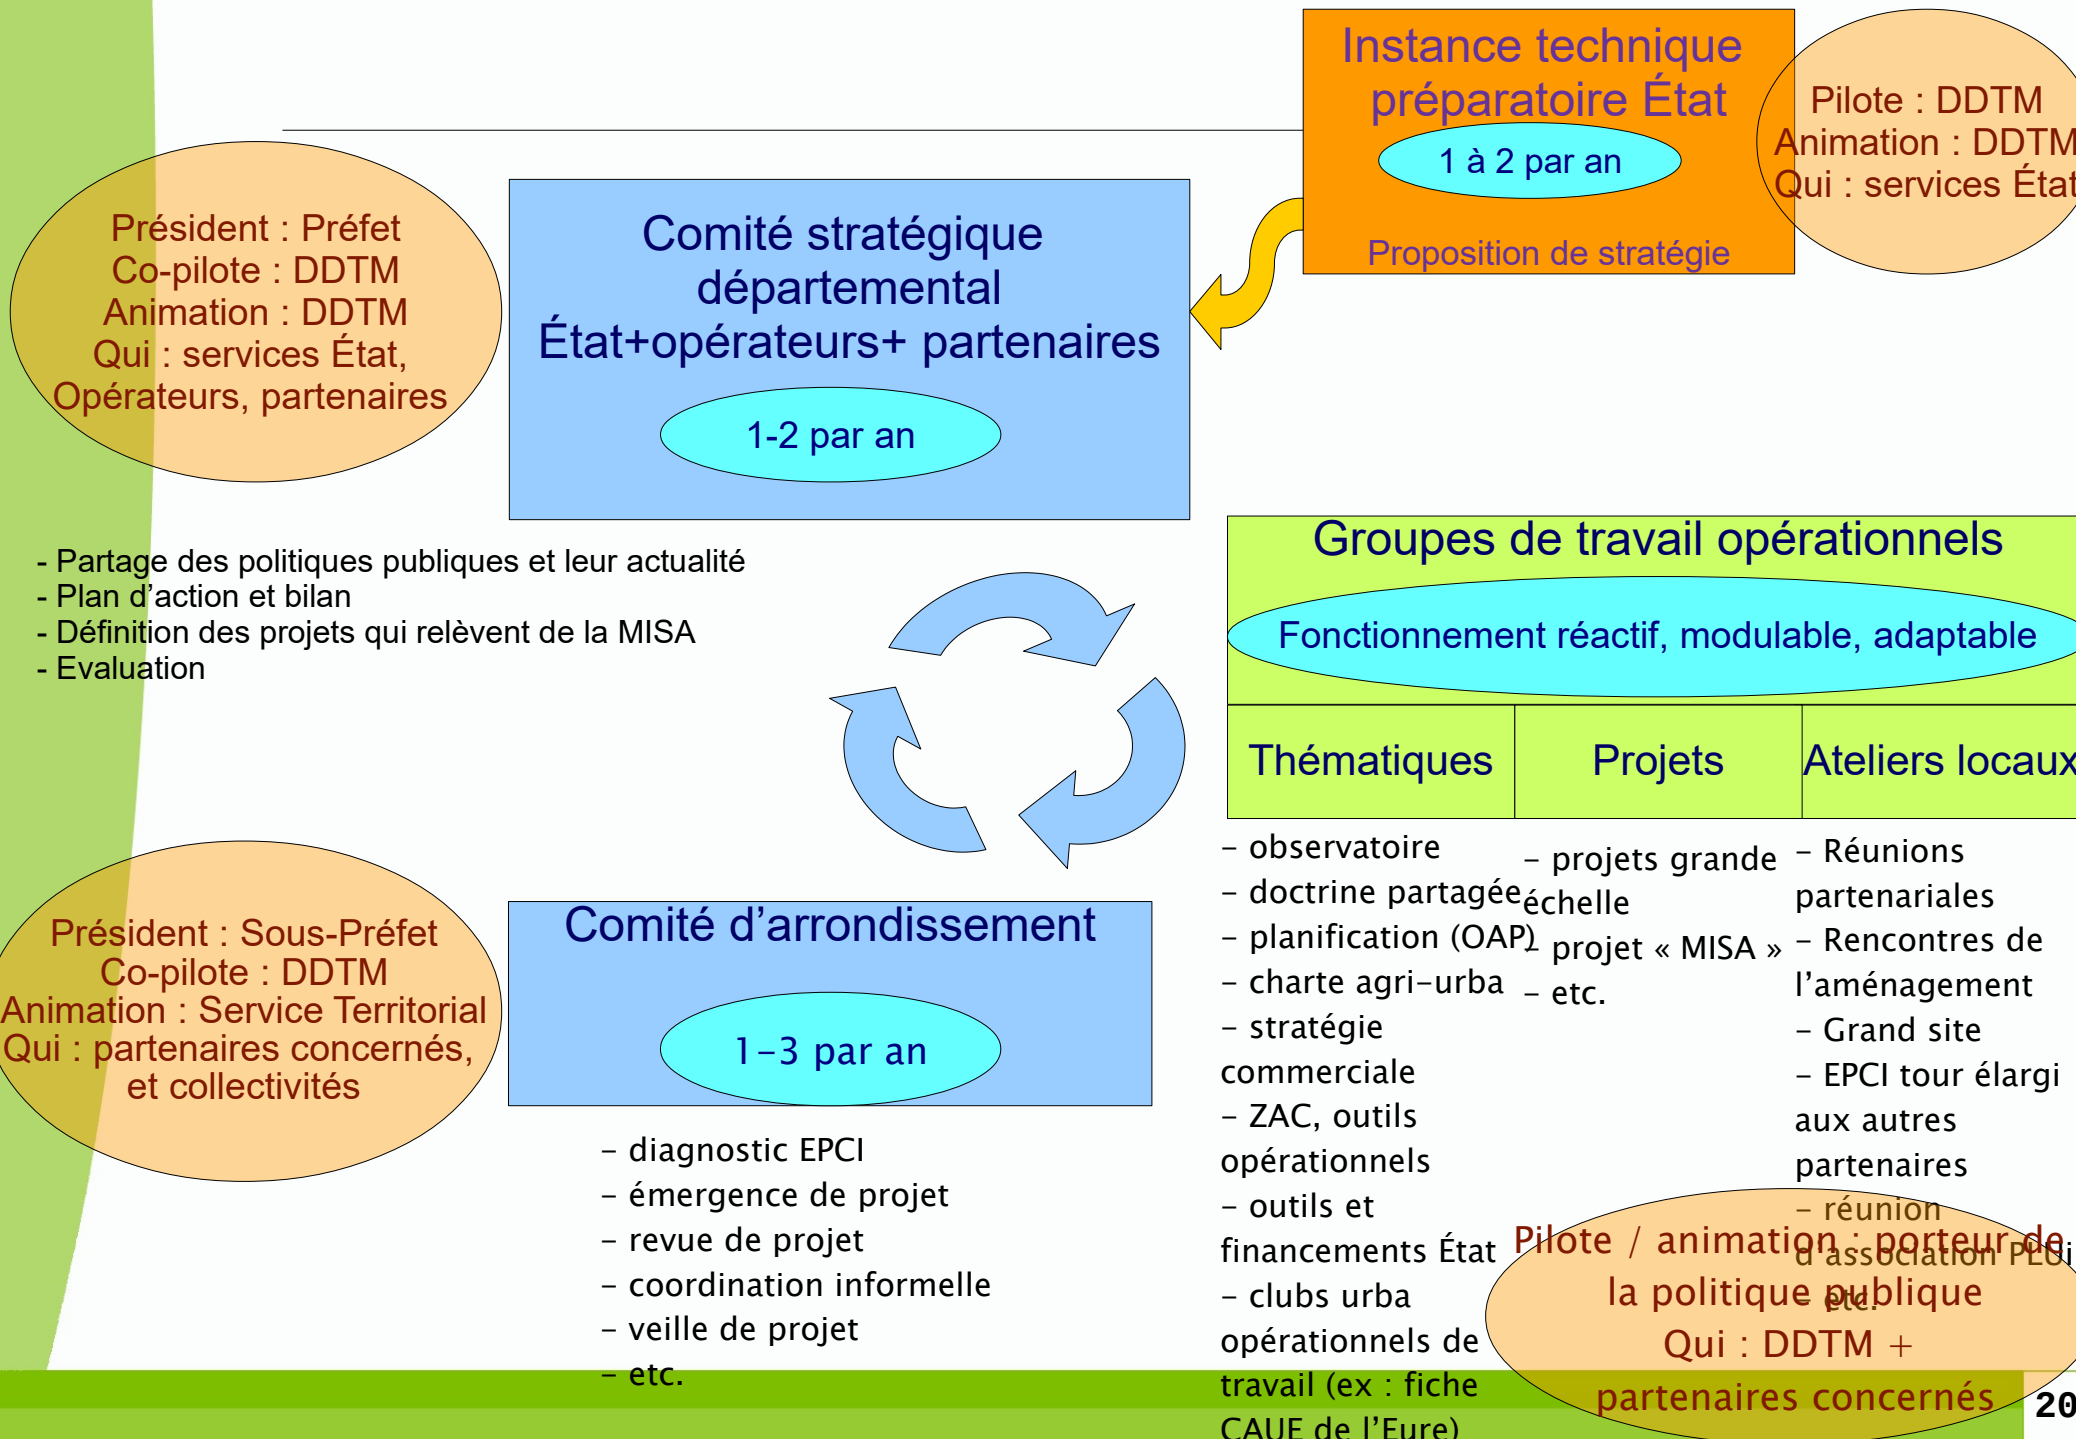 Instance technique
préparatoire État
1 à 2 par an
Proposition de stratégie
Pilote : DDTM
Animation : DDTM
Qui : services État
Président : Préfet
Co-pilote : DDTM
Animation : DDTM
Qui : services État,
Opérateurs, partenaires
Comité stratégique
départemental
État+opérateurs+ partenaires
1-2 par an
- Partage des politiques publiques et leur actualité
- Plan d’action et bilan
- Définition des projets qui relèvent de la MISA
- Evaluation
Groupes de travail opérationnels
Fonctionnement réactif, modulable, adaptable
Thématiques
Projets
Ateliers locaux
- observatoire
- doctrine partagée
- planification (OAP)
- charte agri-urba
- stratégie
commerciale
- ZAC, outils
opérationnels
- outils et
financements État
- clubs urba
opérationnels de
travail (ex : fiche
CAUE de l’Eure)
- projets grande
échelle
- projet « MISA »
- etc.
- Réunions
partenariales
- Rencontres de
l’aménagement
- Grand site
- EPCI tour élargi
aux autres
partenaires
- réunion
d’association PLUi
- etc.
Pilote / animation : porteur de
la politique publique
Qui : DDTM +
partenaires concernés
Président : Sous-Préfet
Co-pilote : DDTM
Animation : Service Territorial
Qui : partenaires concernés,
et collectivités
Comité d’arrondissement
1-3 par an
- diagnostic EPCI
- émergence de projet
- revue de projet
- coordination informelle
- veille de projet
- etc.
20